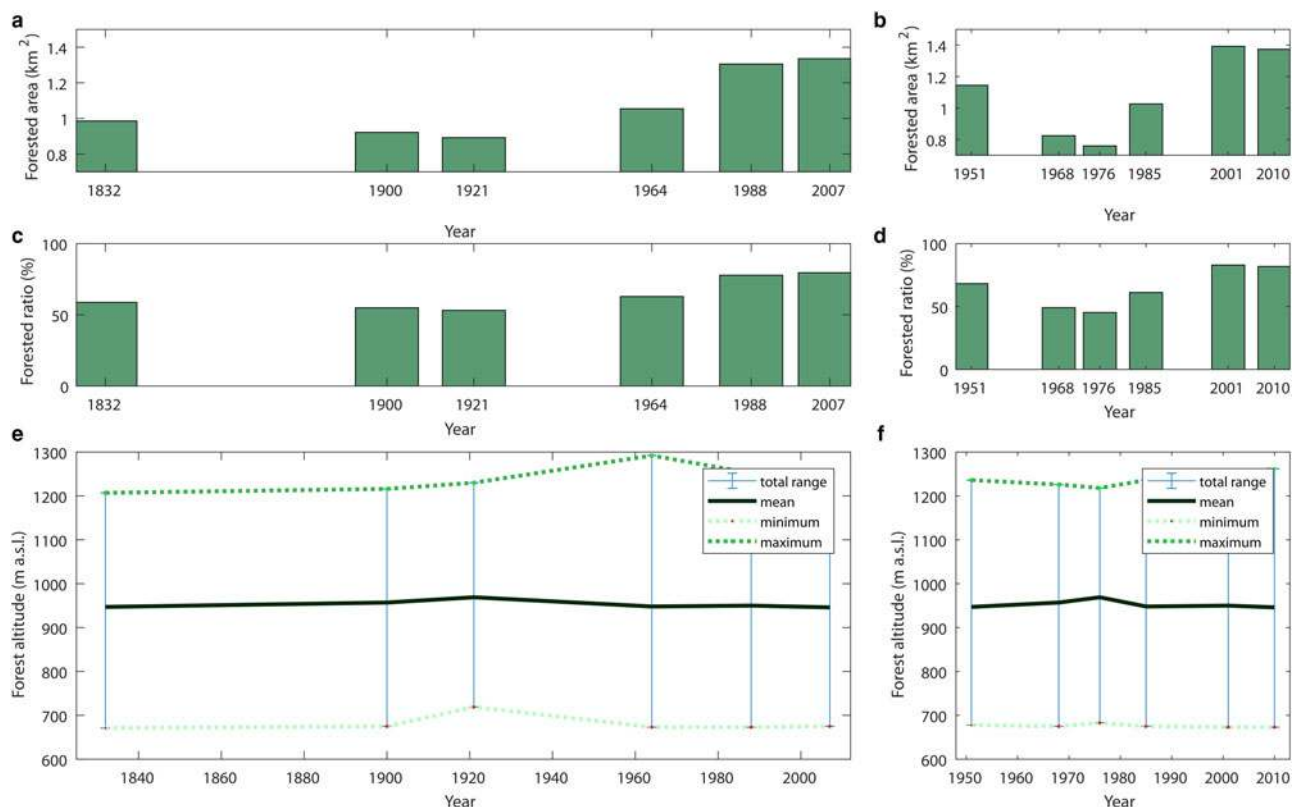 a
Forested area (km²)
1.4
1.2
1
0.8
1832
1900
1921
1964
1988
2007
Year
b
Forested area (km²)
1.4
1.2
1
0.8
1951
1968
1976
1985
2001
2010
Year
c
Forested ratio (%)
100
50
0
1832
1900
1921
1964
1988
2007
Year
d
Forested ratio (%)
100
50
0
1951
1968
1976
1985
2001
2010
Year
e
Forest altitude (m a.s.l.)
1300
1200
1100
1000
900
800
700
600
total range
mean
minimum
maximum
1840
1860
1880
1900
1920
1940
1960
1980
2000
Year
f
Forest altitude (m a.s.l.)
1300
1200
1100
1000
900
800
700
600
total range
mean
minimum
maximum
1950
1960
1970
1980
1990
2000
2010
Year